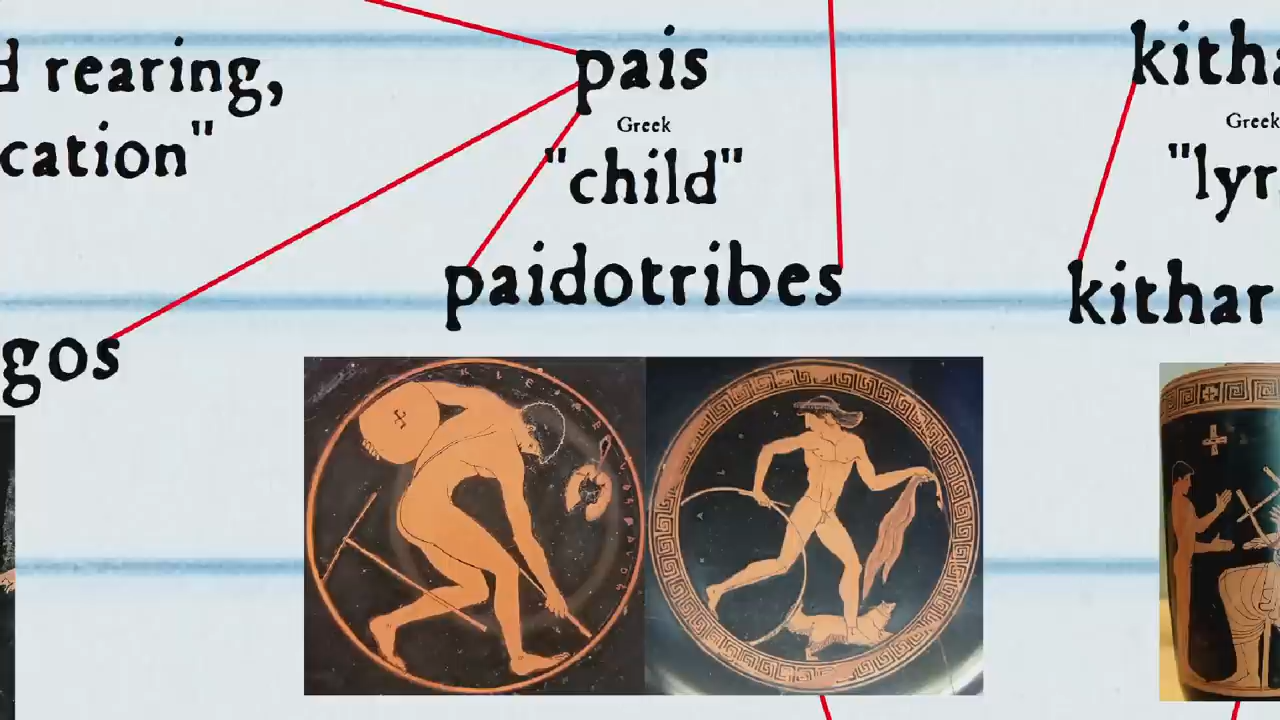 d rearing,
cation"
pais
Greek
"child"
paidotribes
gos
kitha
Greek
"lyr
kithar